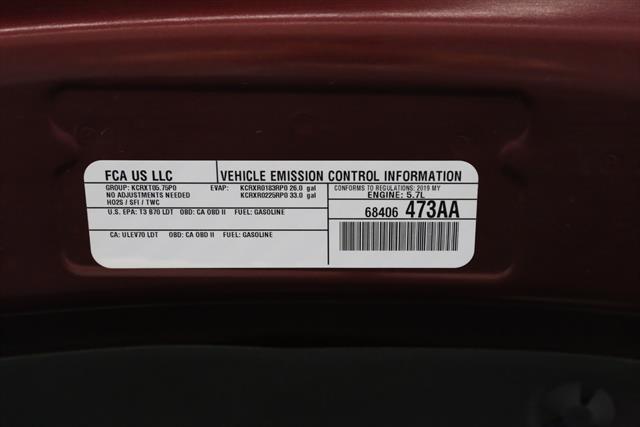 FCA US LLC
VEHICLE EMISSION CONTROL INFORMATION
GROUP: KCRXT05.75P0
EVAP: KCRXR0183RP0 26.0 gal
NO ADJUSTMENTS NEEDED
KCRXR0225RP0 33.0 gal
HO2S / SFI / TWC
CONFORMS TO REGULATIONS: 2019 MY
ENGINE: 5.7L
U.S. EPA: T3 B70 LDT OBD: CA OBD II FUEL: GASOLINE
68406 473AA
CA: ULEV70 LDT OBD: CA OBD II FUEL: GASOLINE